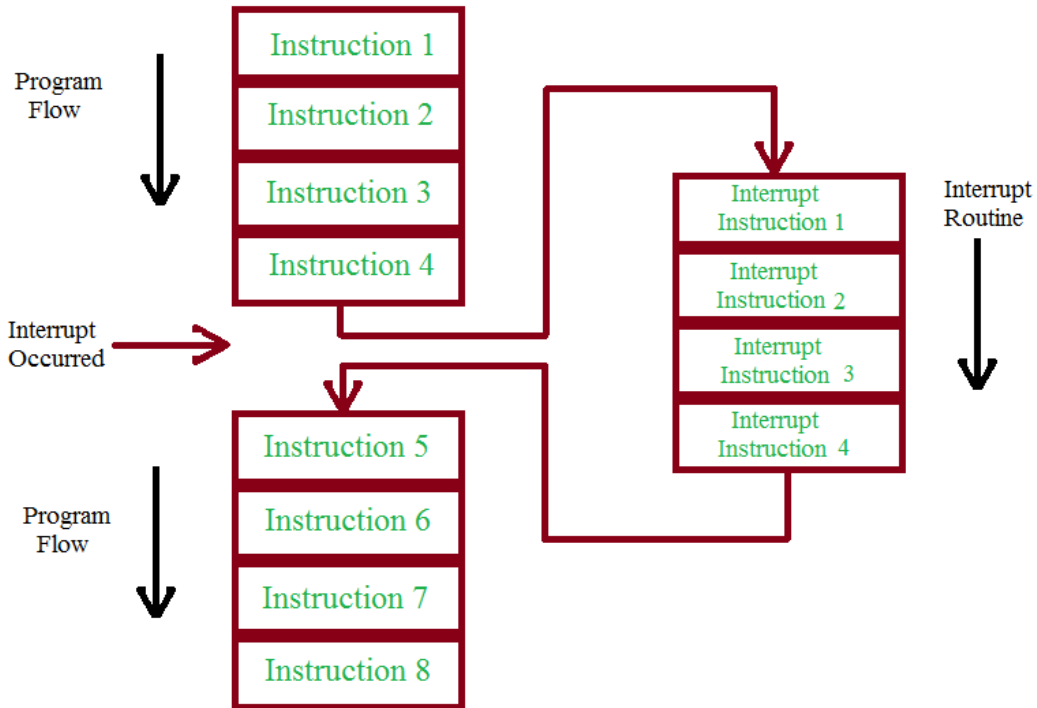 Program
Flow
Instruction 1
Instruction 2
Instruction 3
Instruction 4
Interrupt
Occurred
Interrupt
Instruction 1
Interrupt
Instruction 2
Interrupt
Instruction 3
Interrupt
Instruction 4
Interrupt
Routine
Program
Flow
Instruction 5
Instruction 6
Instruction 7
Instruction 8